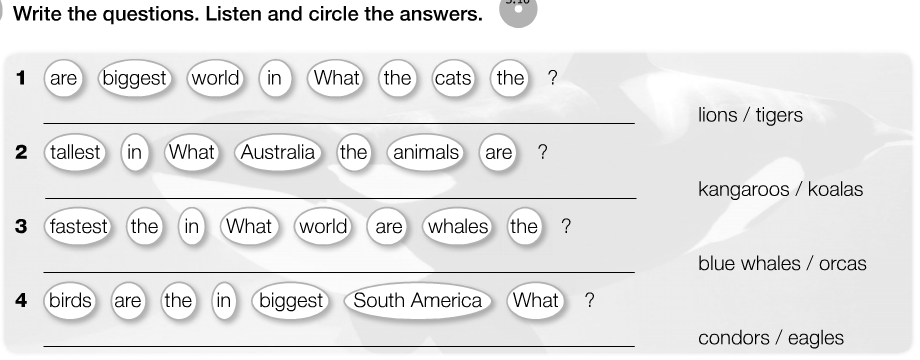 Write the questions. Listen and circle the answers.
1 are biggest world in What the cats the ?
lions / tigers
2 tallest in What Australia the animals are ?
kangaroos / koalas
3 fastest the in What world are whales the ?
blue whales / orcas
4 birds are the in biggest South America What ?
condors / eagles